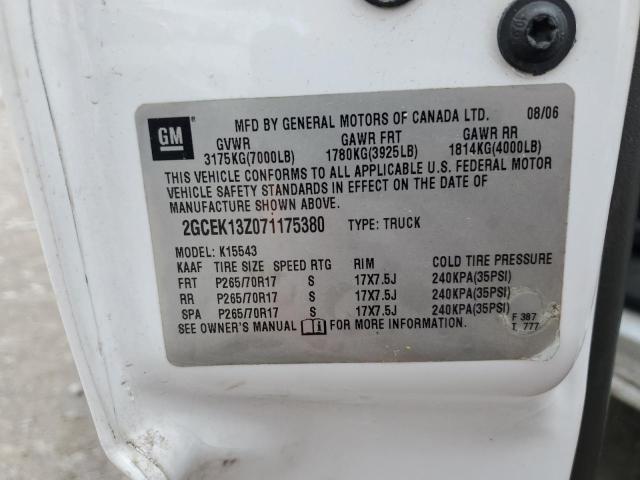 GM
MFD BY GENERAL MOTORS OF CANADA LTD. 08/06
GVWR GAWR FRT GAWR RR
3175KG(7000LB) 1780KG(3925LB) 1814KG(4000LB)
THIS VEHICLE CONFORMS TO ALL APPLICABLE U.S. FEDERAL MOTOR
VEHICLE SAFETY STANDARDS IN EFFECT ON THE DATE OF
MANUFACTURE SHOWN ABOVE.
2GCEK13Z071175380 TYPE: TRUCK
MODEL: K15543
KAAF TIRE SIZE SPEED RTG RIM COLD TIRE PRESSURE
FRT P265/70R17 S 17X7.5J 240KPA(35PSI)
RR P265/70R17 S 17X7.5J 240KPA(35PSI)
SPA P265/70R17 S 17X7.5J 240KPA(35PSI)
SEE OWNER'S MANUAL FOR MORE INFORMATION.
F 387
T 777